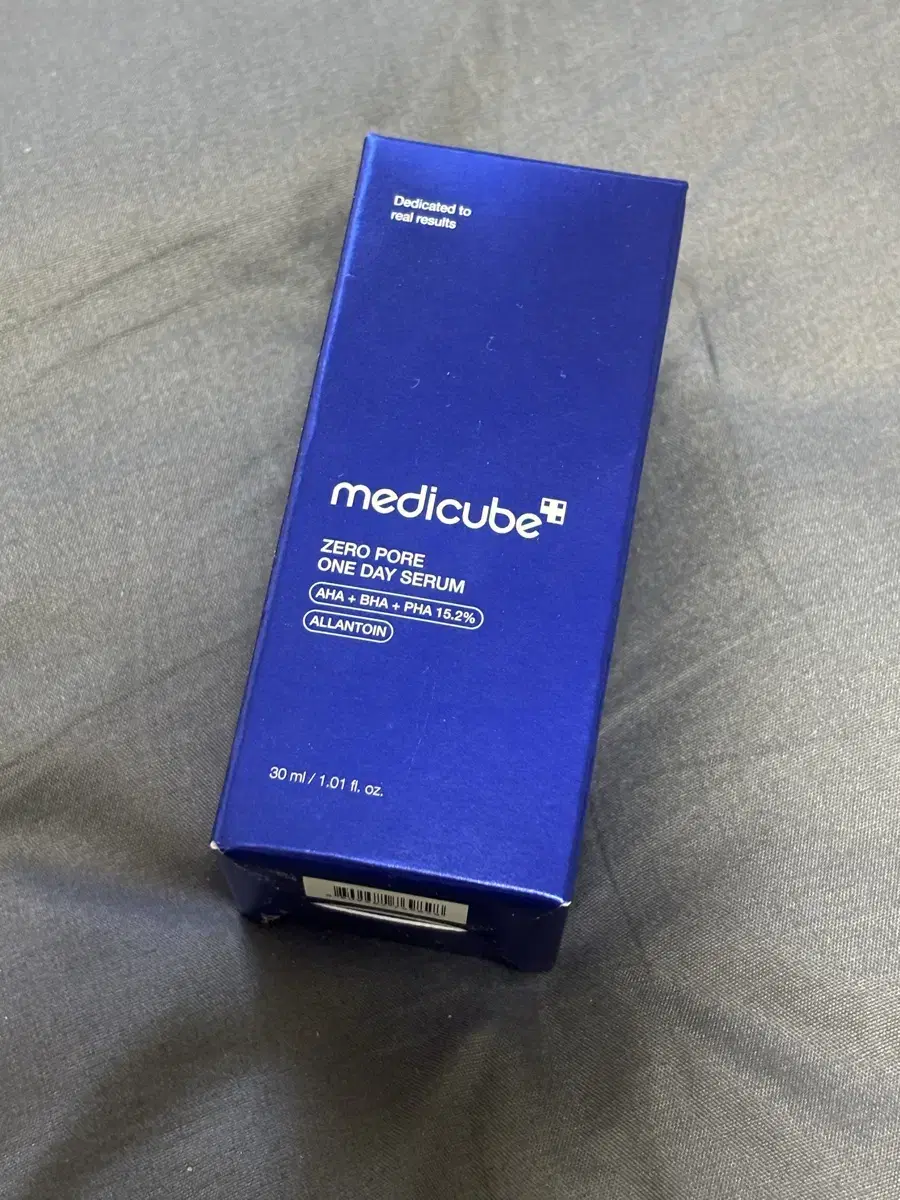 Dedicated to
real results
medicube
ZERO PORE
ONE DAY SERUM
AHA + BHA + PHA 15.2%
ALLANTOIN
30 ml / 1.01 fl. oz.